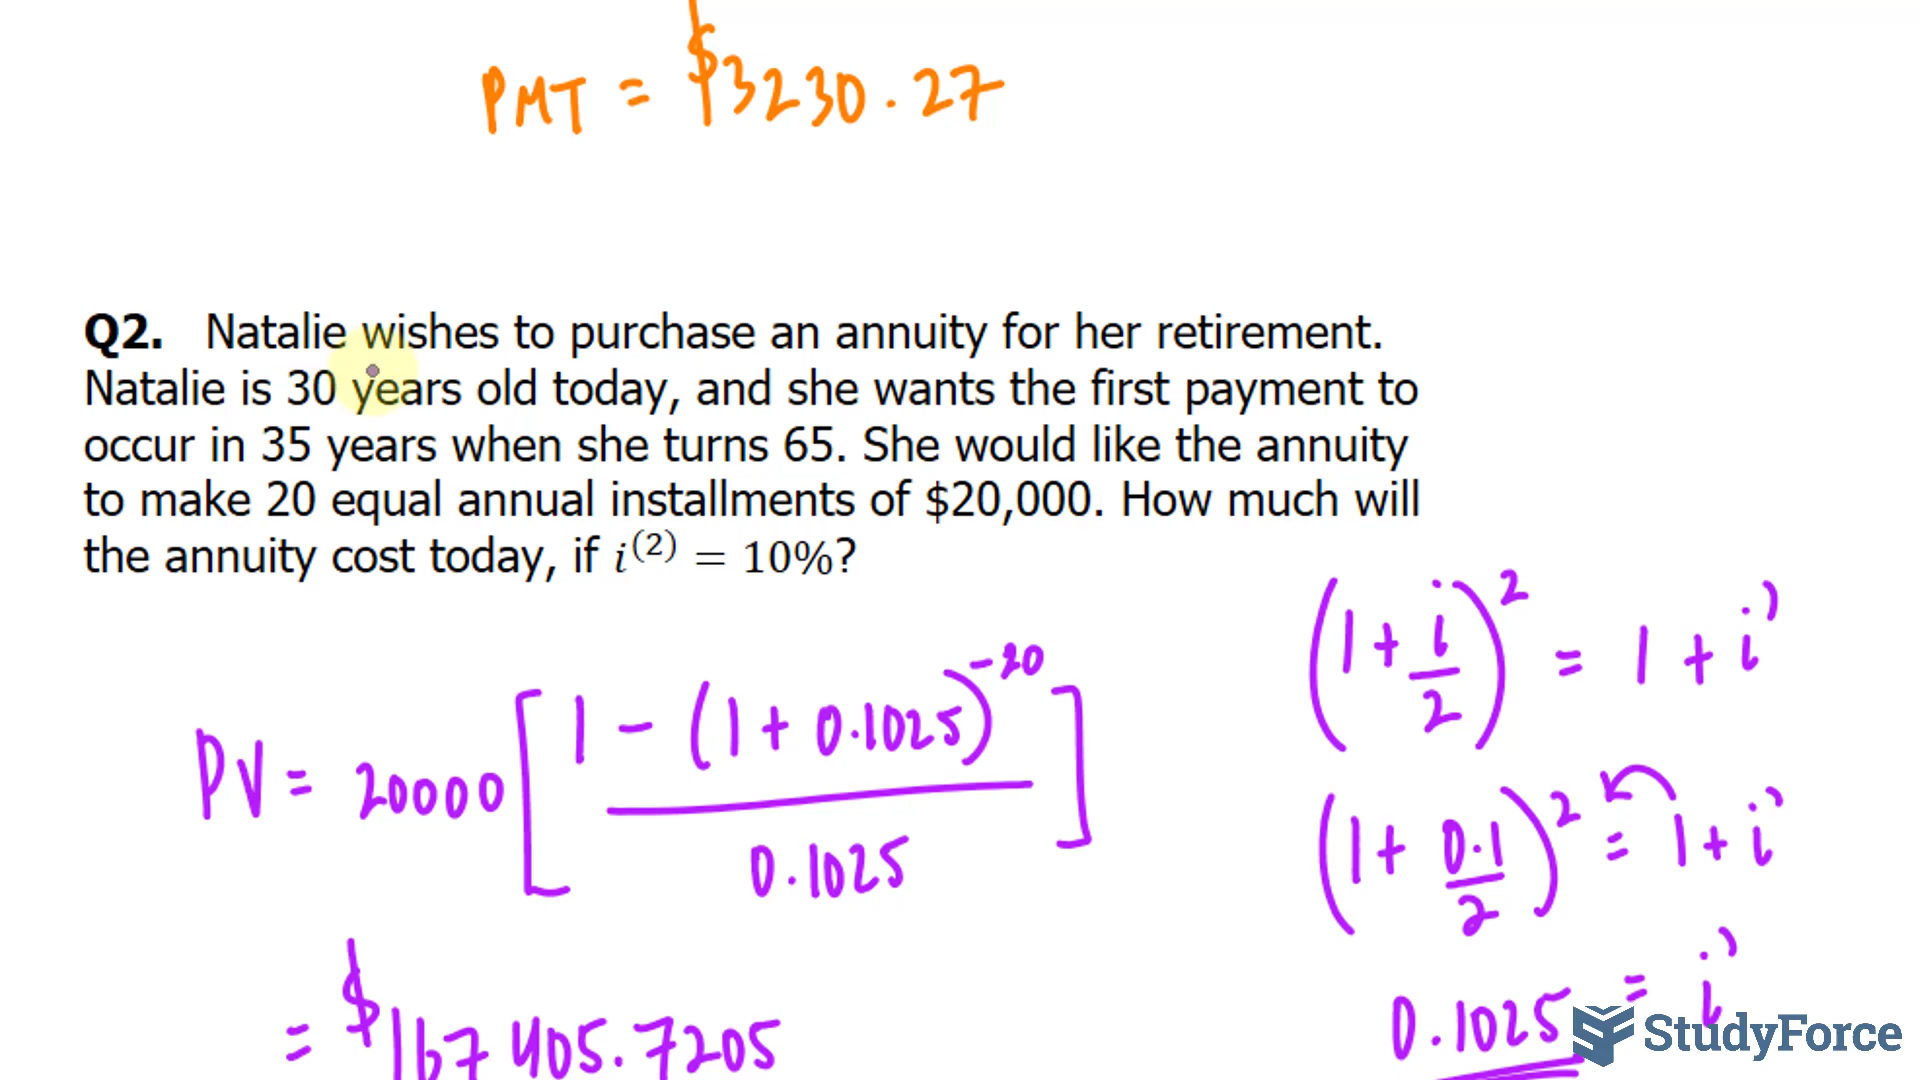 PMT = $3230.27
Q2. Natalie wishes to purchase an annuity for her retirement.
Natalie is 30 years old today, and she wants the first payment to
occur in 35 years when she turns 65. She would like the annuity
to make 20 equal annual installments of $20,000. How much will
the annuity cost today, if i⁽²⁾ = 10%?
PV = 20000 [ 1 - (1 + 0.1025)^-20 / 0.1025 ]
= $167 405.7205
(1 + i/2)^2 = 1 + i'
(1 + 0.1/2)^2 = 1 + i'
0.1025 = i'
StudyForce